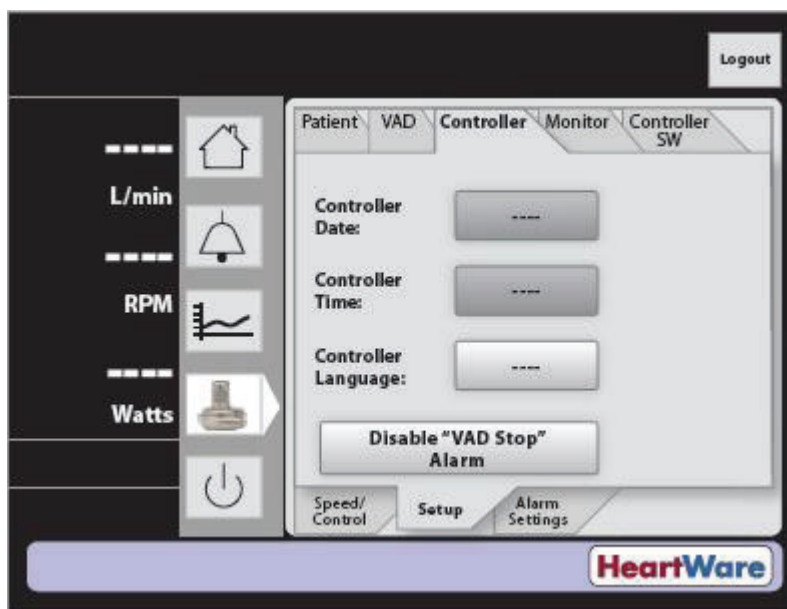 Logout
Patient VAD Controller Monitor Controller
SW
----
L/min
----
RPM
----
Watts
Controller
Date:
----
Controller
Time:
----
Controller
Language:
----
Disable "VAD Stop"
Alarm
Speed/
Control
Setup
Alarm
Settings
HeartWare